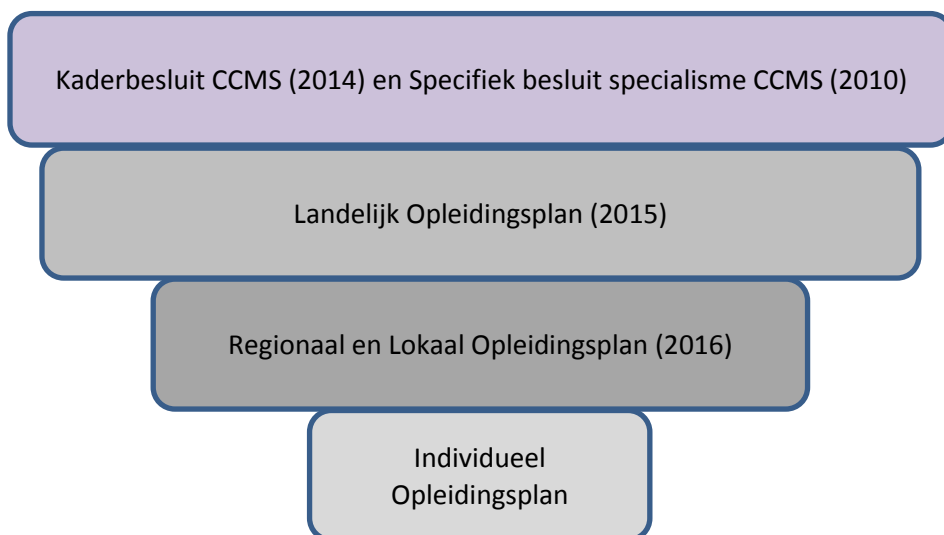 Kaderbesluit CCMS (2014) en Specifiek besluit specialisme CCMS (2010)
Landelijk Opleidingsplan (2015)
Regionaal en Lokaal Opleidingsplan (2016)
Individueel
Opleidingsplan